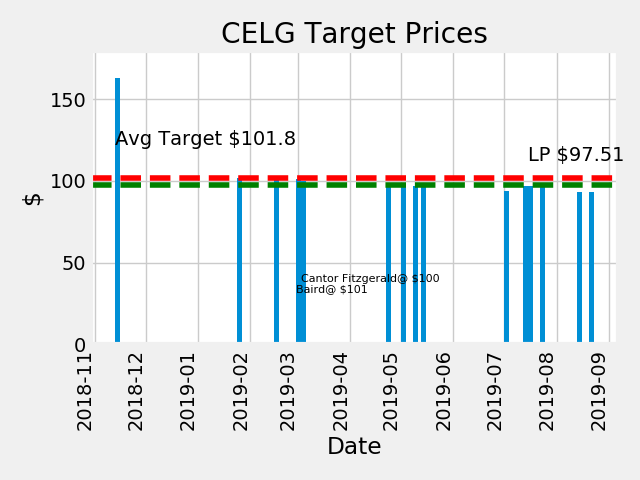 CELG Target Prices
150
Avg Target $101.8
LP $97.51
100
$
50
Cantor Fitzgerald@ $100
Baird@ $101
0
2018-11
2018-12
2019-01
2019-02
2019-03
2019-04
2019-05
2019-06
2019-07
2019-08
2019-09
Date